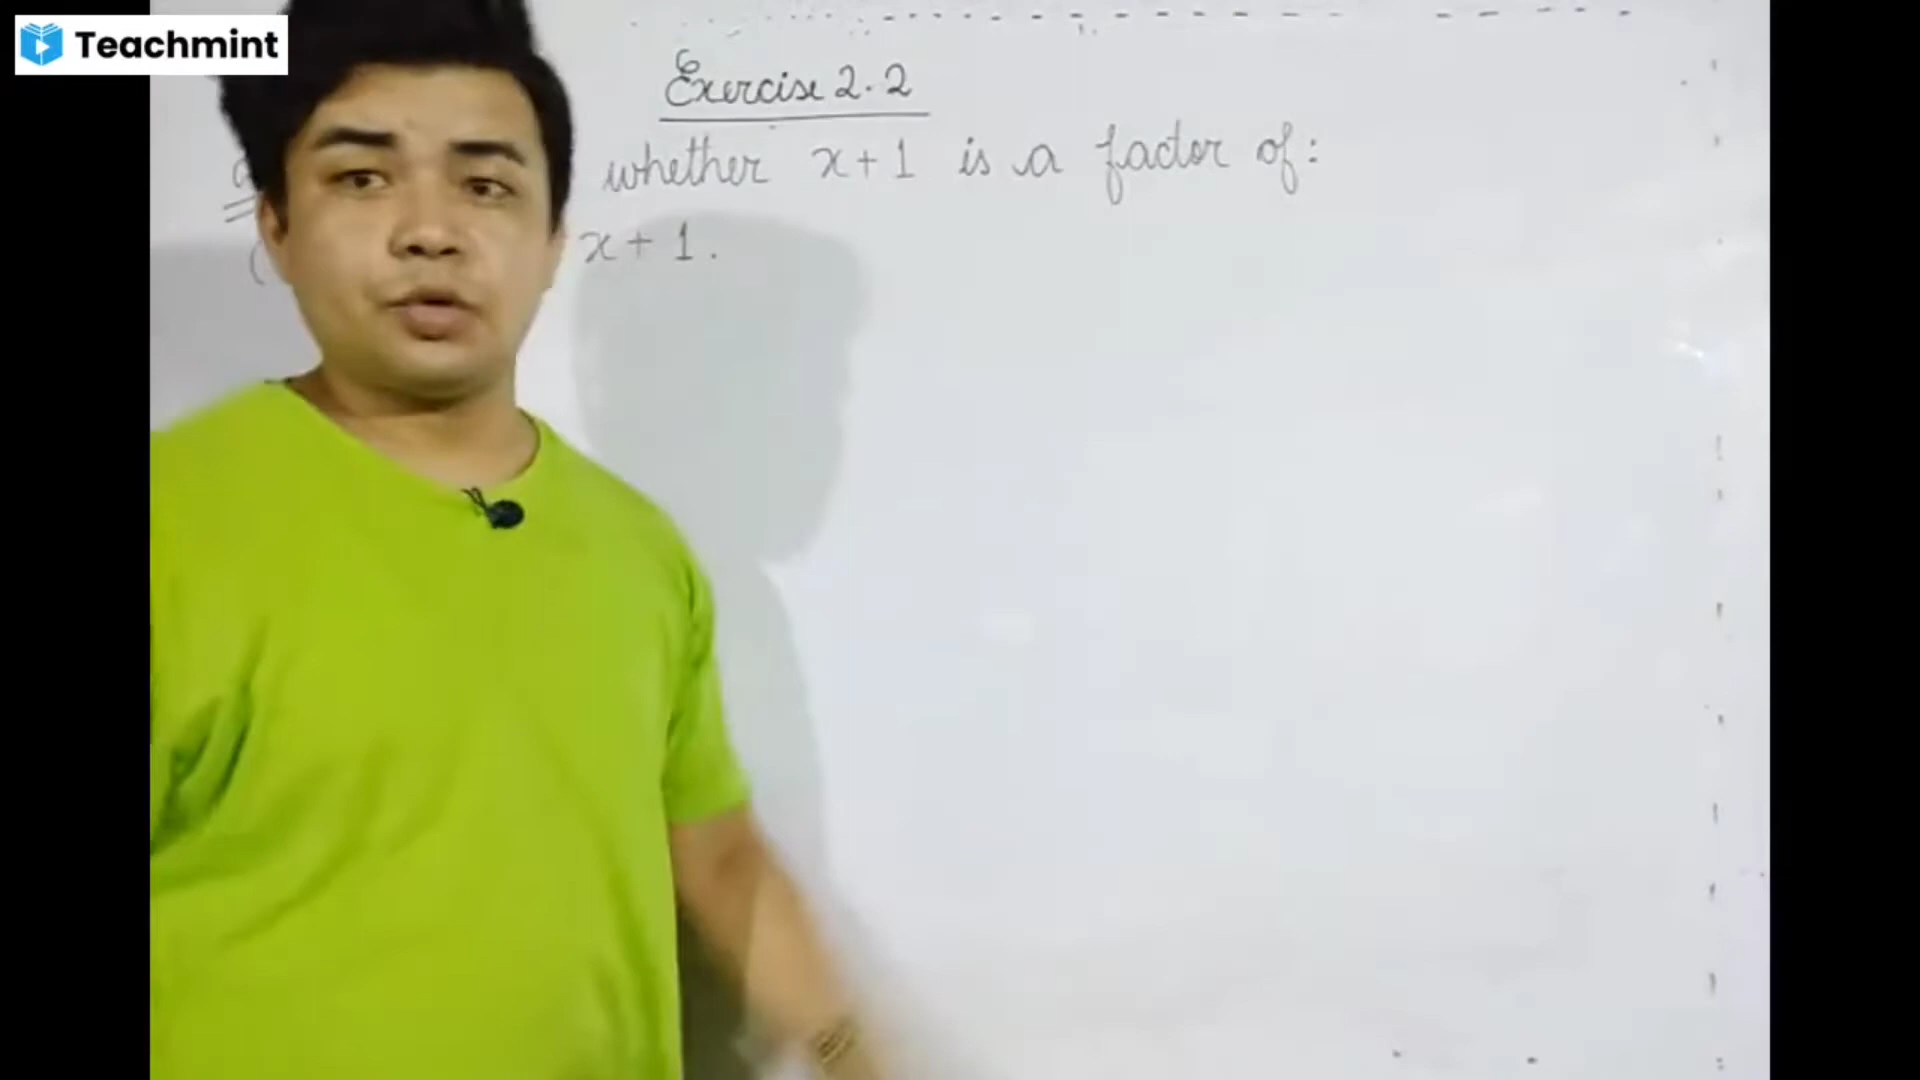 Teachmint
Exercise 2.2
whether x+1 is a factor of:
x+1.